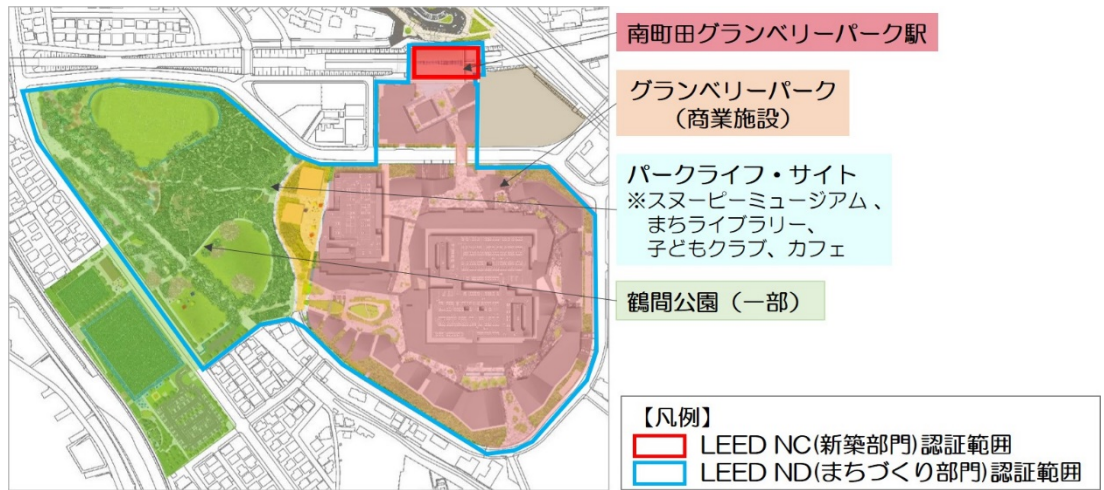 南町田グランベリーパーク駅
グランベリーパーク
（商業施設）
パークライフ・サイト
※スヌーピーミュージアム、
まちライブラリー、
子どもクラブ、カフェ
鶴間公園（一部）
【凡例】
LEED NC(新築部門)認証範囲
LEED ND(まちづくり部門)認証範囲